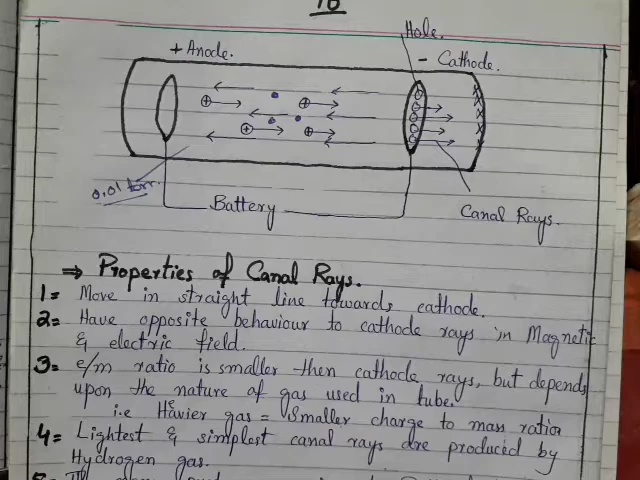 10
Hole.
+ Anode.
- Cathode.
0.01 torr.
Battery
Canal Rays.
⇒ Properties of Canal Rays.
1= Move in straight line towards cathode.
2= Have opposite behaviour to cathode rays in Magnetic
& electric field.
3= e/m ratio is smaller then cathode rays, but depends
upon the nature of gas used in tube.
i.e Havier gas = Smaller charge to mass ratio
4= Lightest & simplest canal rays are produced by
Hydrogen gas.
5=